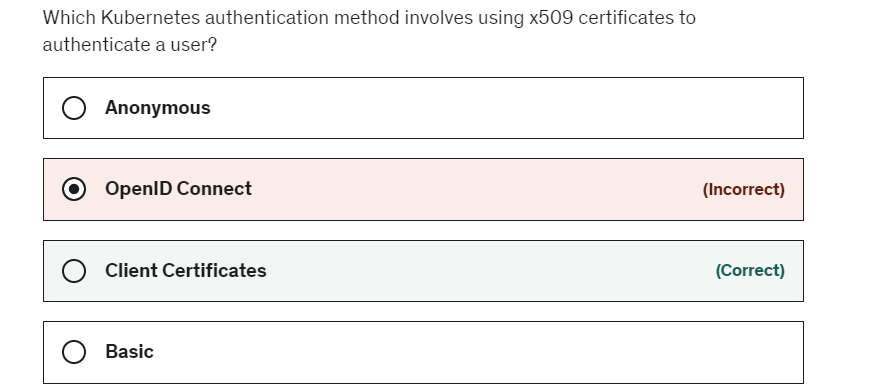 Which Kubernetes authentication method involves using x509 certificates to
authenticate a user?
Anonymous
OpenID Connect (Incorrect)
Client Certificates (Correct)
Basic